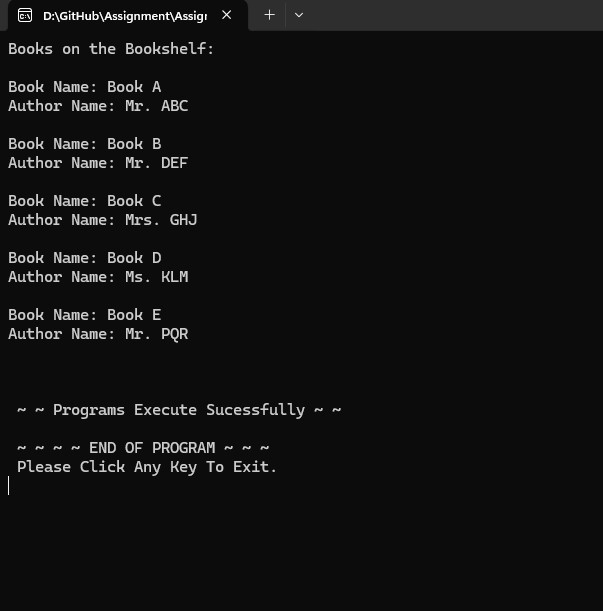 D:\GitHub\Assignment\Assig
Books on the Bookshelf:
Book Name: Book A
Author Name: Mr. ABC
Book Name: Book B
Author Name: Mr. DEF
Book Name: Book C
Author Name: Mrs. GHJ
Book Name: Book D
Author Name: Ms. KLM
Book Name: Book E
Author Name: Mr. PQR
~ ~ Programs Execute Sucessfully ~ ~
~ ~ ~ ~ END OF PROGRAM ~ ~ ~
Please Click Any Key To Exit.